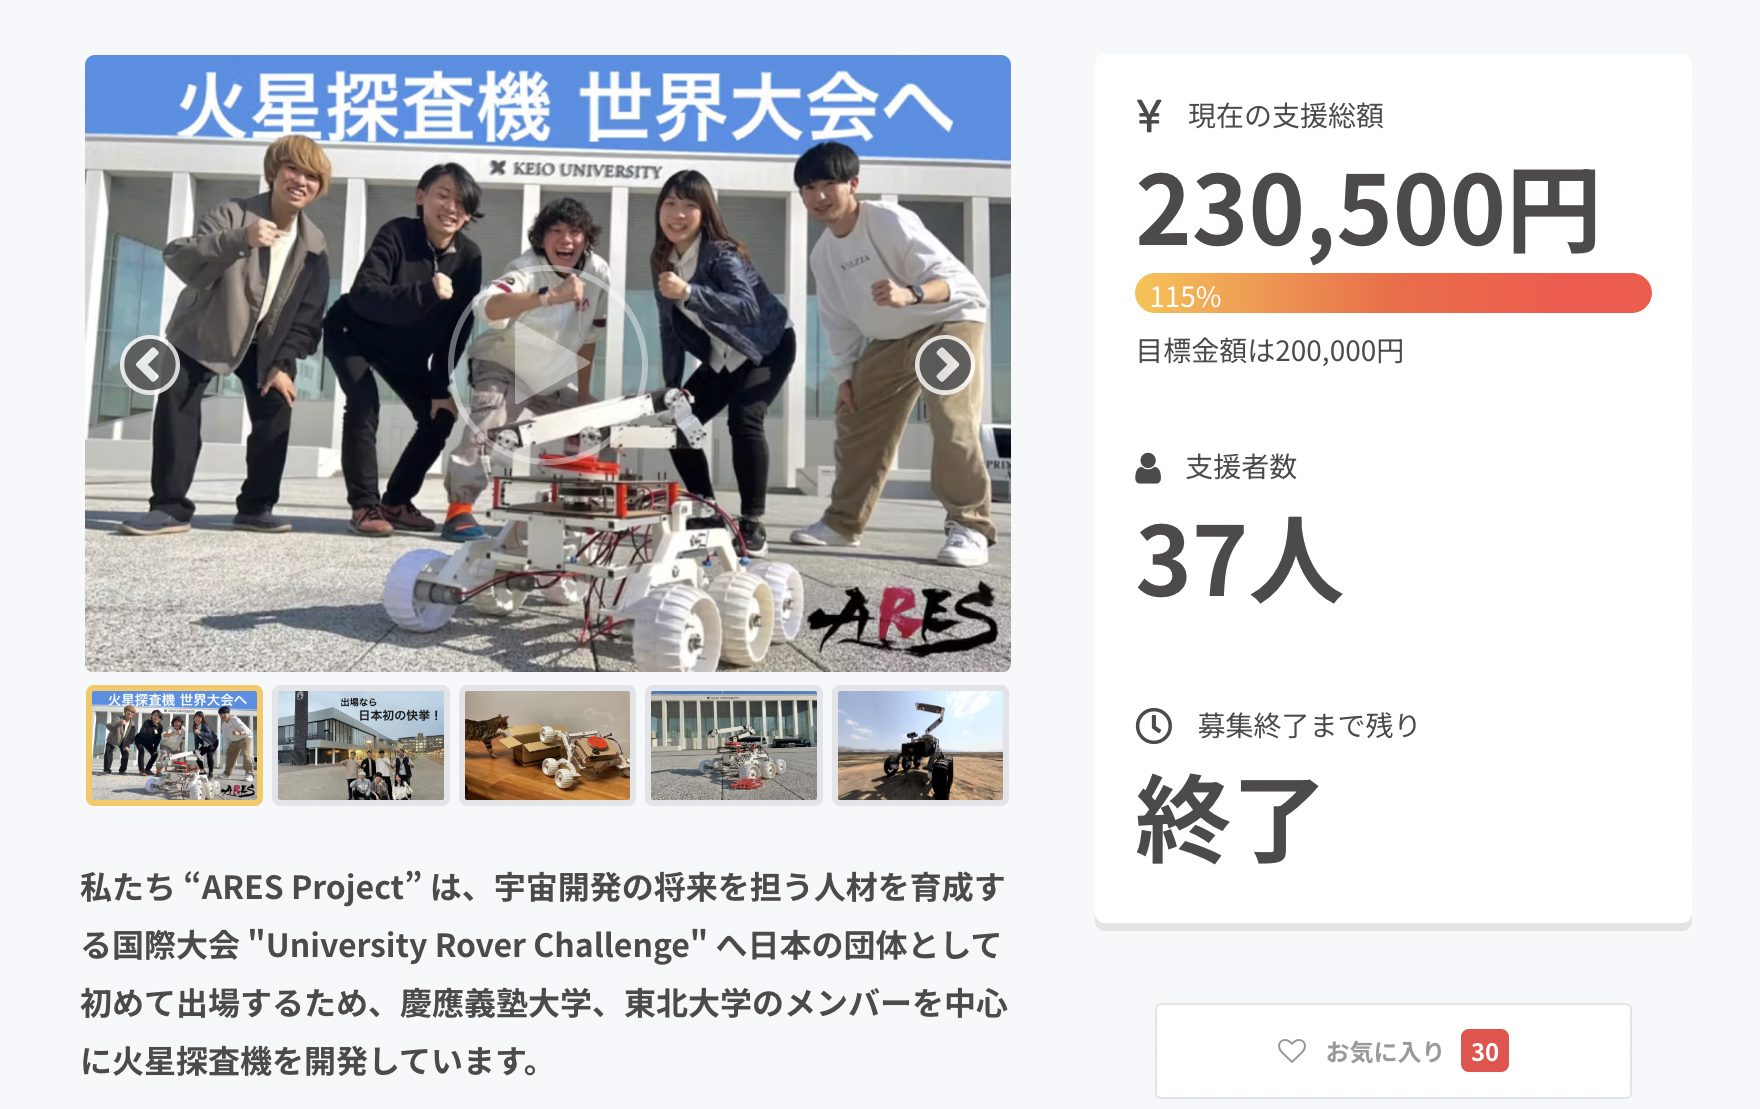 火星探査機 世界大会へ
KEIO UNIVERSITY
ARES
火星探査機 世界大会へ
出場なら
日本初の快挙！
私たち “ARES Project” は、宇宙開発の将来を担う人材を育成す
る国際大会 "University Rover Challenge" へ日本の団体として
初めて出場するため、慶應義塾大学、東北大学のメンバーを中心
に火星探査機を開発しています。
¥ 現在の支援総額
230,500円
115%
目標金額は200,000円
支援者数
37人
募集終了まで残り
終了
お気に入り 30